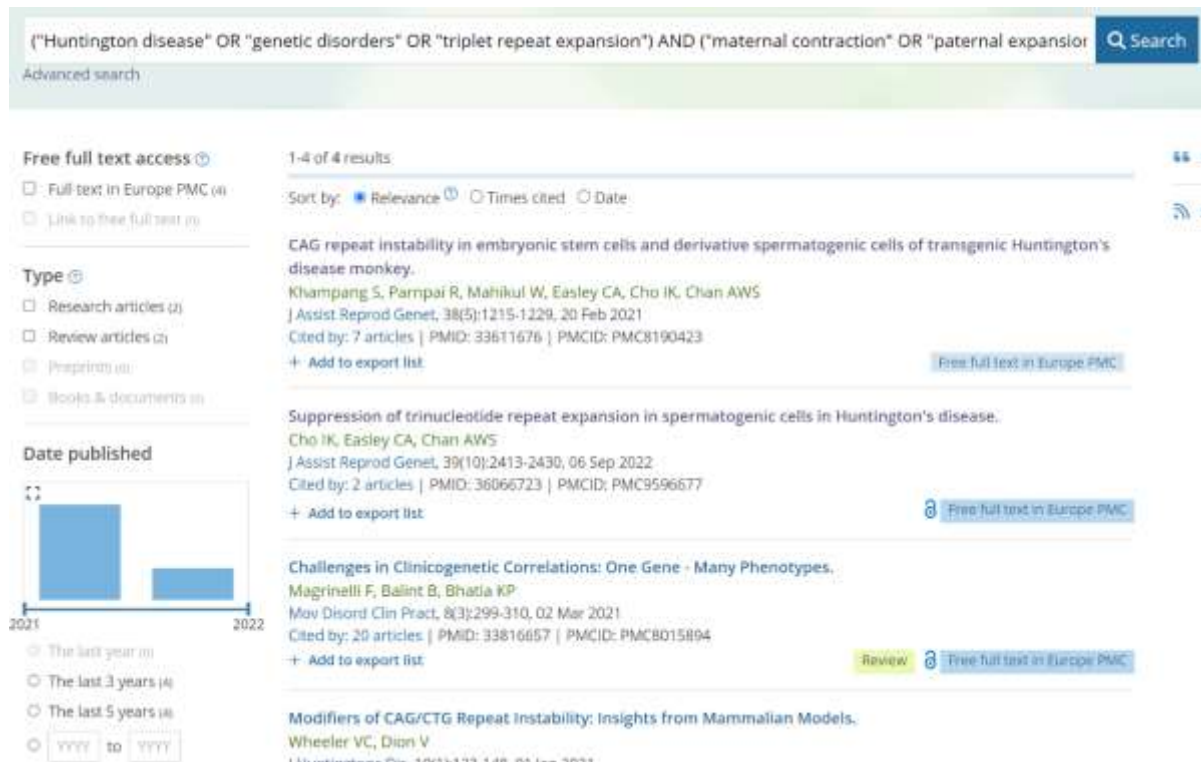 ("Huntington disease" OR "genetic disorders" OR "triplet repeat expansion") AND ("maternal contraction" OR "paternal expansion
Search
Advanced search
Free full text access
Full text in Europe PMC (4)
Link to free full text (0)
Type
Research articles (2)
Review articles (2)
Preprints (0)
Books & documents (0)
Date published
2021 2022
The last year (0)
The last 3 years (4)
The last 5 years (4)
YYYY to YYYY
1-4 of 4 results
Sort by: Relevance Times cited Date
CAG repeat instability in embryonic stem cells and derivative spermatogenic cells of transgenic Huntington's
disease monkey.
Khampang S, Parnpai R, Mahikul W, Easley CA, Cho IK, Chan AWS
J Assist Reprod Genet, 38(5):1215-1229, 20 Feb 2021
Cited by: 7 articles | PMID: 33611676 | PMCID: PMC8190423
+ Add to export list
Free full text in Europe PMC
Suppression of trinucleotide repeat expansion in spermatogenic cells in Huntington's disease.
Cho IK, Easley CA, Chan AWS
J Assist Reprod Genet, 39(10):2413-2430, 06 Sep 2022
Cited by: 2 articles | PMID: 36066723 | PMCID: PMC9596677
+ Add to export list
Free full text in Europe PMC
Challenges in Clinicogenetic Correlations: One Gene - Many Phenotypes.
Magrinelli F, Balint B, Bhatia KP
Mov Disord Clin Pract, 8(3):299-310, 02 Mar 2021
Cited by: 20 articles | PMID: 33816657 | PMCID: PMC8015894
+ Add to export list
Review
Free full text in Europe PMC
Modifiers of CAG/CTG Repeat Instability: Insights from Mammalian Models.
Wheeler VC, Dion V
J Huntingtons Dis, 10(1):123-148, 01 Jan 2021